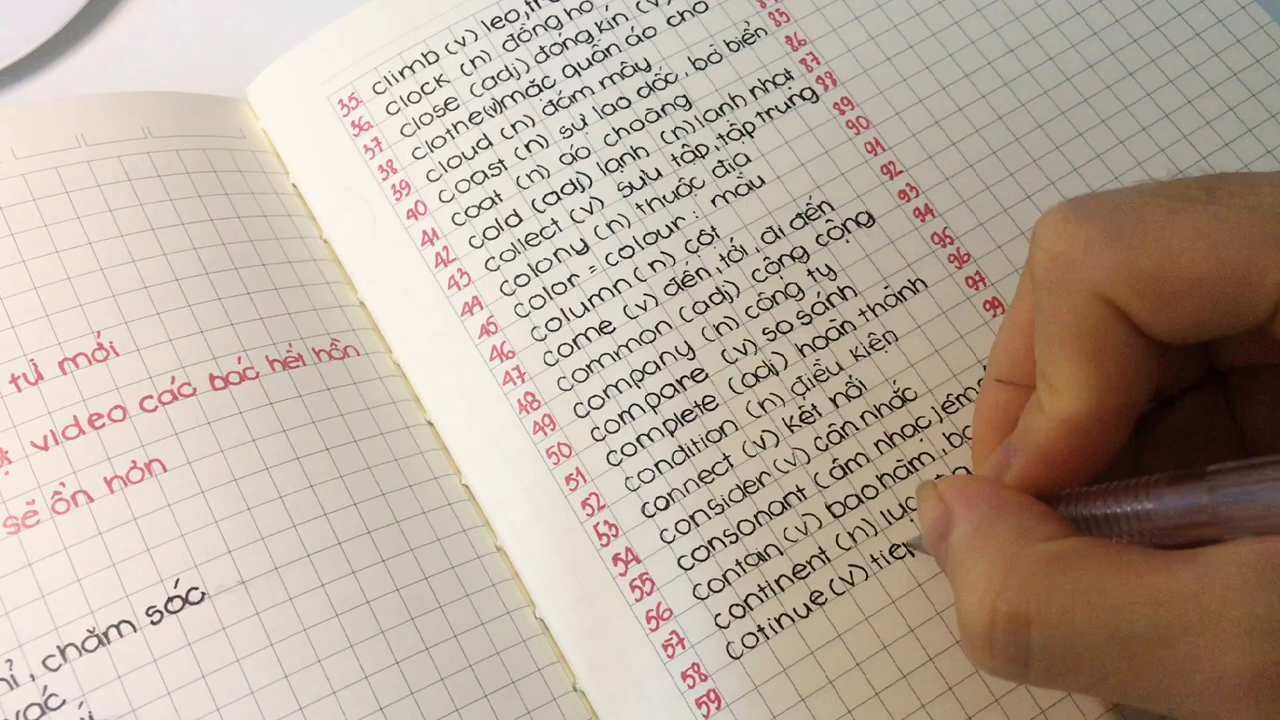 từ mới
video các bác hết hồn
sẽ ổn hơn
chăm sóc
vác
35. climb (v) leo,
36. clock (n) đồng hồ
37 close (adj) đóng kín
38 clothe(v) mặc quần áo cho
39 cloud (n) đám mây
40 coast (n) sự lao dốc, bờ biển
41 coat (n) áo choàng
42 cold (adj) lạnh (n) lạnh nhạt
43 collect (v) sưu tập, tập trung
44 colony (n) thuộc địa
45 color = colour : màu
46 column (n) cột
47 come (v) đến, tới, đi đến
48 common (adj) công cộng
49 company (n) công ty
50 compare (v) so sánh
51 complete (adj) hoàn thành
52 condition (n) điều kiện
53 connect (v) kết nối
54 consider (v) cân nhắc
55 consonant (âm nhạc) êm
56 contan (v) bao hàm,
57 continent (n) lục
58 cotinue (v) tiếp
59
85
86
87
88
89
90
91
92
93
94
95
96
97
99